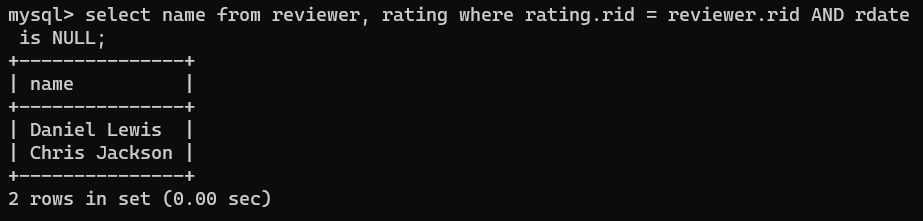 mysql> select name from reviewer, rating where rating.rid = reviewer.rid AND rdate
 is NULL;
+---------------+
| name          |
+---------------+
| Daniel Lewis  |
| Chris Jackson |
+---------------+
2 rows in set (0.00 sec)